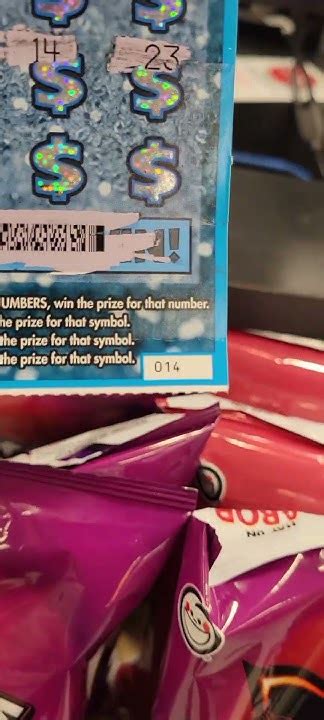 14 23
$ $
$ $
UMBERS, win the prize for that number.
he prize for that symbol.
the prize for that symbol.
the prize for that symbol.
014